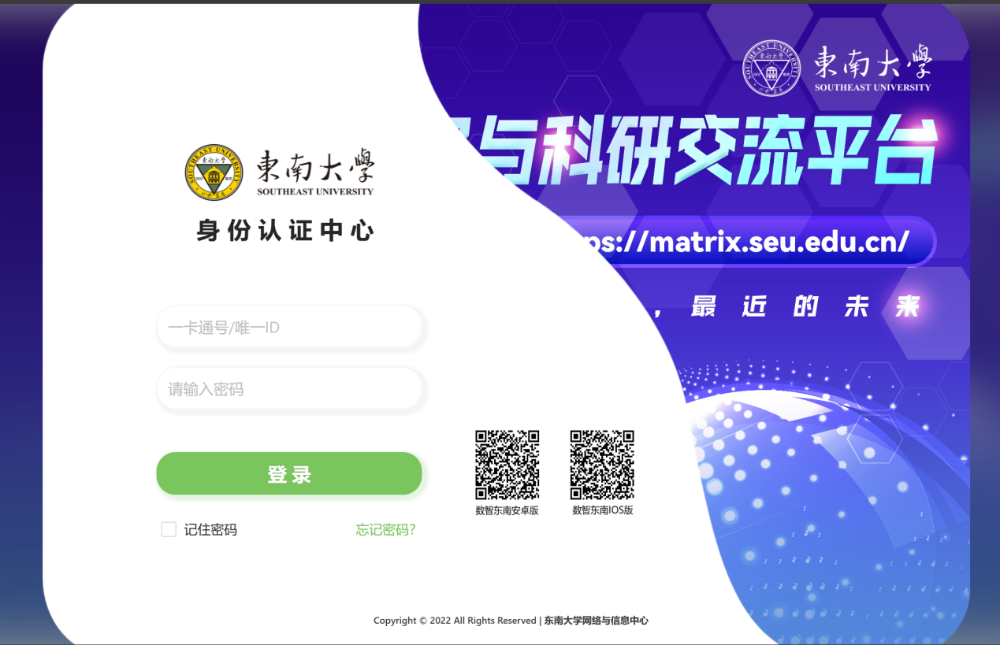 東南大學
SOUTHEAST UNIVERSITY
身份认证中心
一卡通号/唯一ID
请输入密码
登录
记住密码
忘记密码?
数智东南安卓版
数智东南IOS版
東南大學
SOUTHEAST UNIVERSITY
与科研交流平台
ps://matrix.seu.edu.cn/
，最近的未来
Copyright © 2022 All Rights Reserved | 东南大学网络与信息中心